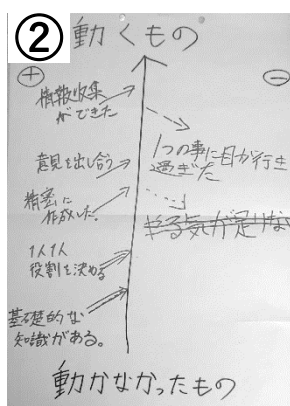 ②
動くもの
⊕
⊖
情報収集
ができた
1つの事に目が行き
過ぎた
意見を出し合う
精密に
作成した。
やる気が足りな
1人1人
役割を決める
基礎的な
知識がある。
動かなかったもの